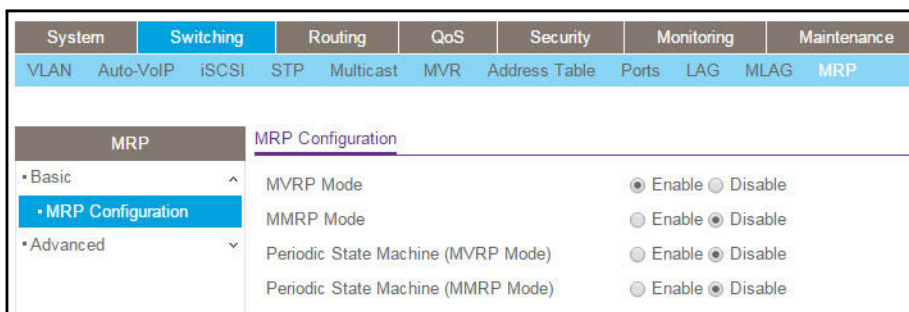 System Switching Routing QoS Security Monitoring Maintenance
VLAN Auto-VoIP iSCSI STP Multicast MVR Address Table Ports LAG MLAG MRP
MRP
MRP Configuration
Basic
MRP Configuration
Advanced
MVRP Mode Enable Disable
MMRP Mode Enable Disable
Periodic State Machine (MVRP Mode) Enable Disable
Periodic State Machine (MMRP Mode) Enable Disable